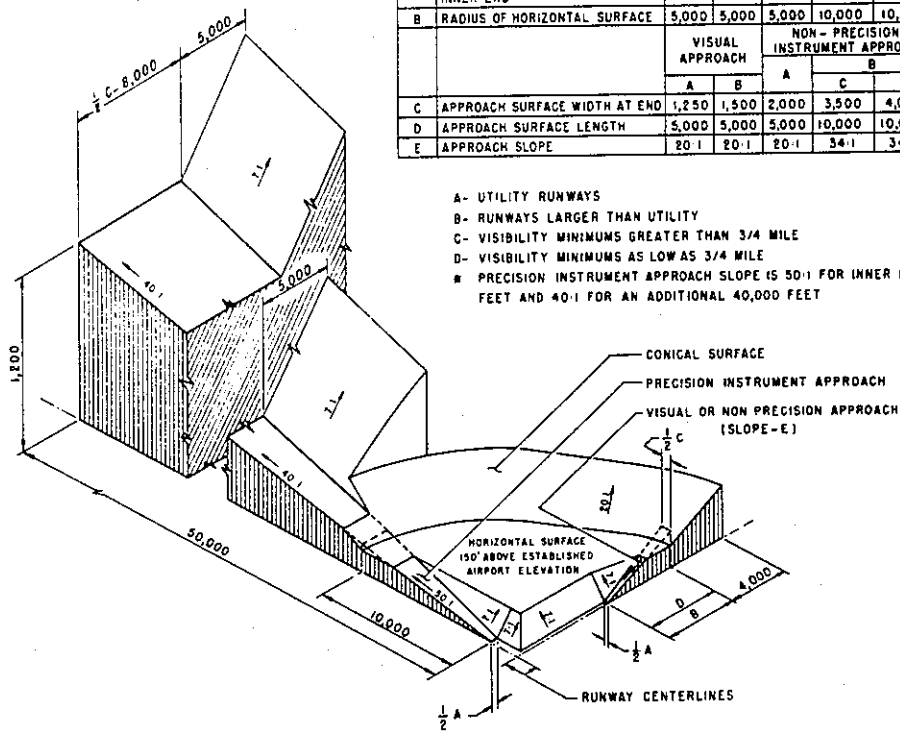 B RADIUS OF HORIZONTAL SURFACE 5,000 5,000 5,000 10,000 10,
VISUAL APPROACH
NON-PRECISION INSTRUMENT APPRO
A B A B
C
C APPROACH SURFACE WIDTH AT END 1,250 1,500 2,000 3,500 4,0
D APPROACH SURFACE LENGTH 5,000 5,000 5,000 10,000 10,0
E APPROACH SLOPE 20:1 20:1 20:1 34:1 3
A- UTILITY RUNWAYS
B- RUNWAYS LARGER THAN UTILITY
C- VISIBILITY MINIMUMS GREATER THAN 3/4 MILE
D- VISIBILITY MINIMUMS AS LOW AS 3/4 MILE
* PRECISION INSTRUMENT APPROACH SLOPE IS 50:1 FOR INNER
FEET AND 40:1 FOR AN ADDITIONAL 40,000 FEET
5,000
1/2 C-8,000
7:1
40:1
5,000
1,200
7:1
CONICAL SURFACE
PRECISION INSTRUMENT APPROACH
VISUAL OR NON PRECISION APPROACH
(SLOPE-E)
1/2 C
40:1
20:1
50,000
HORIZONTAL SURFACE
150' ABOVE ESTABLISHED
AIRPORT ELEVATION
7:1
4,000
50:1
10,000
7:1
7:1
7:1
D
B
1/2 A
RUNWAY CENTERLINES
1/2 A